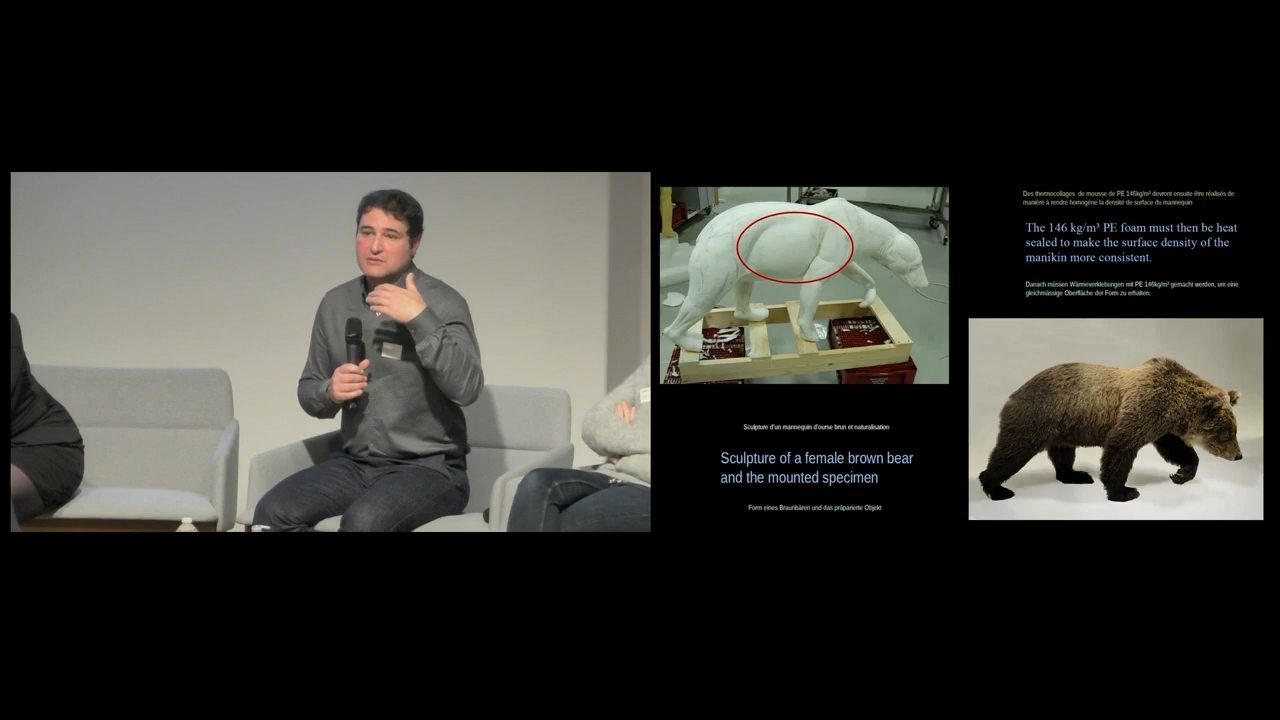 Des thermocollages de mousse de PE 146kg/m³ devront ensuite être réalisés de
manière à rendre homogène la densité de surface du mannequin
The 146 kg/m³ PE foam must then be heat
sealed to make the surface density of the
manikin more consistent.
Danach müssen Wärmeverklebungen mit PE 146kg/m³ gemacht werden, um eine
gleichmässige Oberfläche der Form zu erhalten.
Sculpture d'un mannequin d'ourse brun et naturalisation
Sculpture of a female brown bear
and the mounted specimen
Form eines Braunbären und das präparierte Objekt